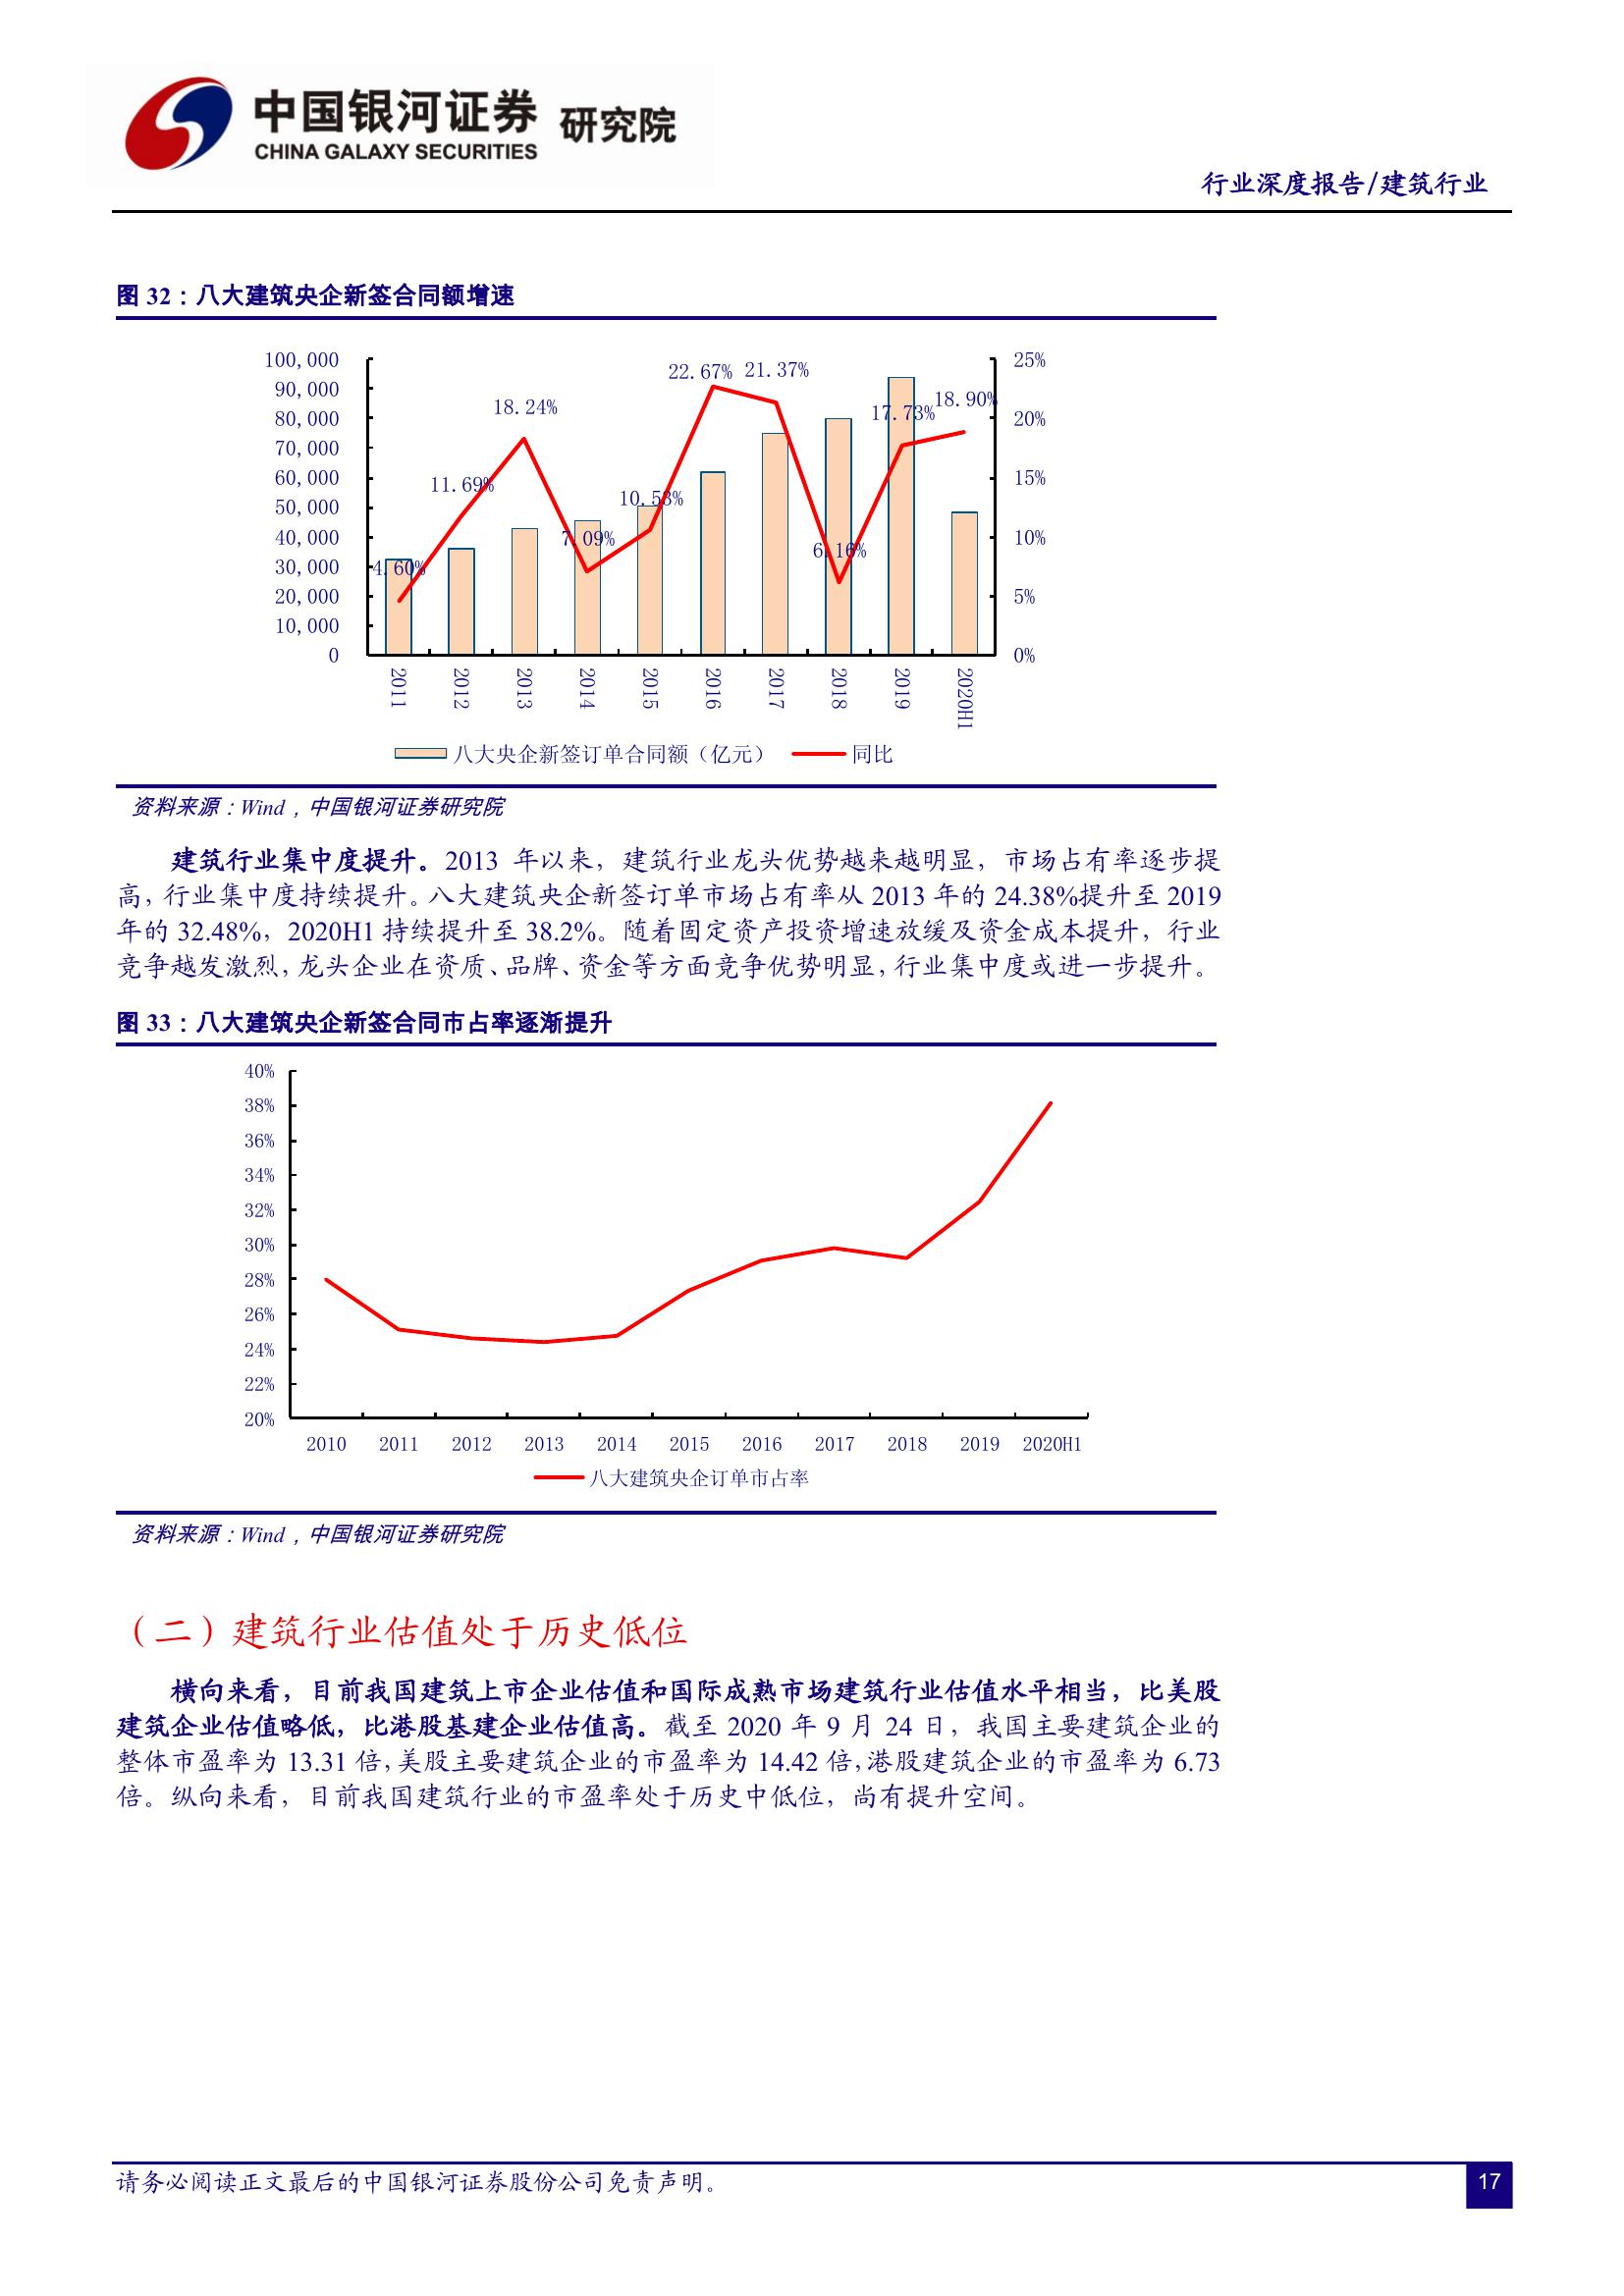 中国银河证券 研究院
CHINA GALAXY SECURITIES
行业深度报告/建筑行业
图 32：八大建筑央企新签合同额增速
100,000
90,000
80,000
70,000
60,000
50,000
40,000
30,000
20,000
10,000
0
25%
20%
15%
10%
5%
0%
4.60%
11.69%
18.24%
7.09%
10.53%
22.67%
21.37%
6.16%
17.73%
18.90%
2011 2012 2013 2014 2015 2016 2017 2018 2019 2020H1
八大央企新签订单合同额（亿元） 同比
资料来源：Wind，中国银河证券研究院
建筑行业集中度提升。2013 年以来，建筑行业龙头优势越来越明显，市场占有率逐步提
高，行业集中度持续提升。八大建筑央企新签订单市场占有率从 2013 年的 24.38%提升至 2019
年的 32.48%，2020H1 持续提升至 38.2%。随着固定资产投资增速放缓及资金成本提升，行业
竞争越发激烈，龙头企业在资质、品牌、资金等方面竞争优势明显，行业集中度或进一步提升。
图 33：八大建筑央企新签合同市占率逐渐提升
40%
38%
36%
34%
32%
30%
28%
26%
24%
22%
20%
2010 2011 2012 2013 2014 2015 2016 2017 2018 2019 2020H1
八大建筑央企订单市占率
资料来源：Wind，中国银河证券研究院
（二）建筑行业估值处于历史低位
横向来看，目前我国建筑上市企业估值和国际成熟市场建筑行业估值水平相当，比美股
建筑企业估值略低，比港股基建企业估值高。截至 2020 年 9 月 24 日，我国主要建筑企业的
整体市盈率为 13.31 倍，美股主要建筑企业的市盈率为 14.42 倍，港股建筑企业的市盈率为 6.73
倍。纵向来看，目前我国建筑行业的市盈率处于历史中低位，尚有提升空间。
请务必阅读正文最后的中国银河证券股份公司免责声明。
17